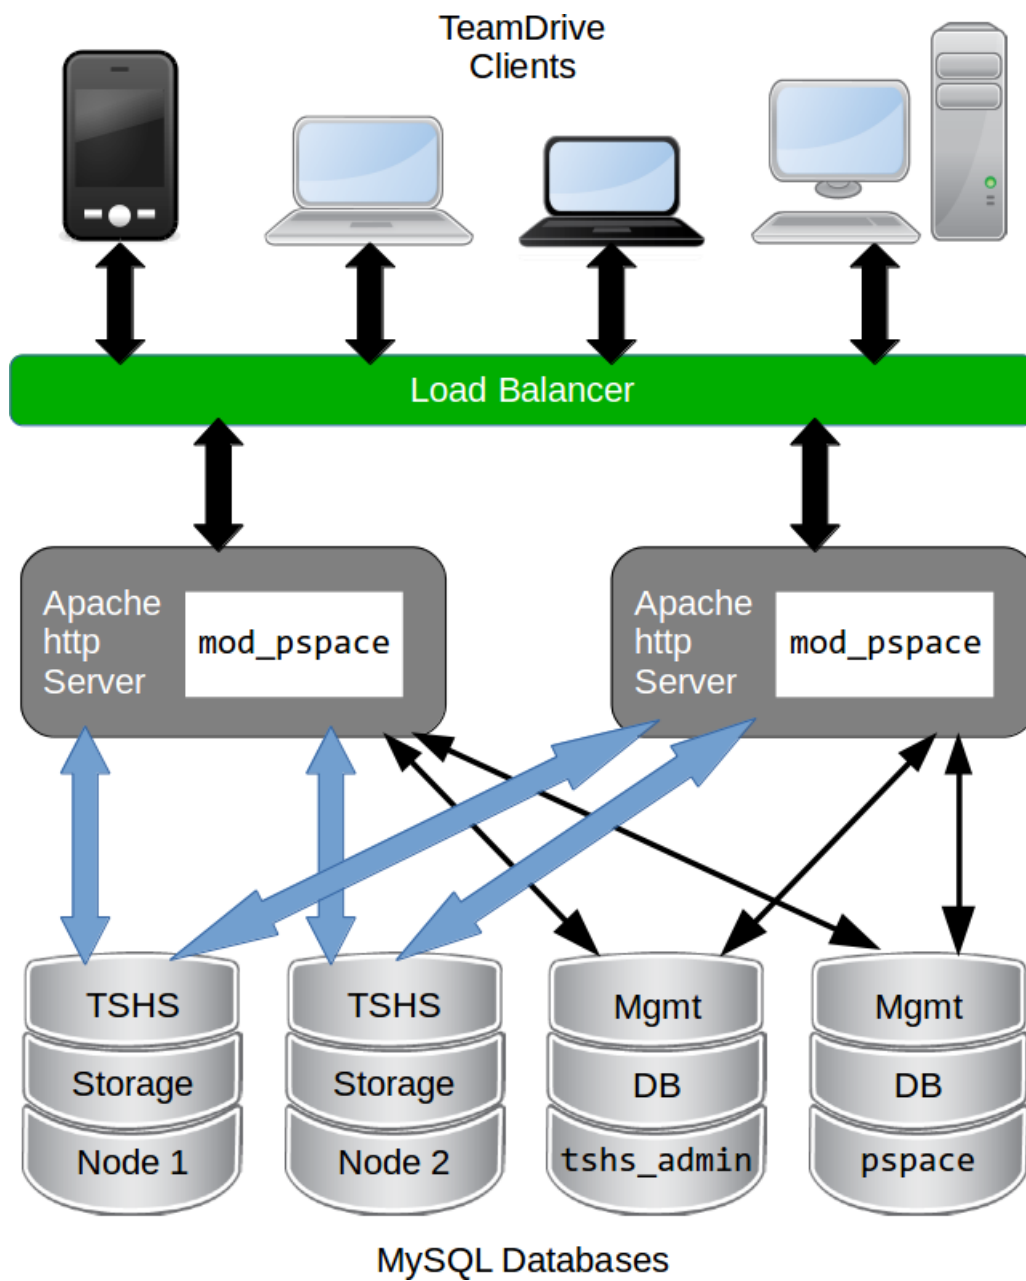 TeamDrive
Clients
Load Balancer
Apache
http
Server
mod_pspace
Apache
http
Server
mod_pspace
TSHS
Storage
Node 1
TSHS
Storage
Node 2
Mgmt
DB
tshs_admin
Mgmt
DB
pspace
MySQL Databases